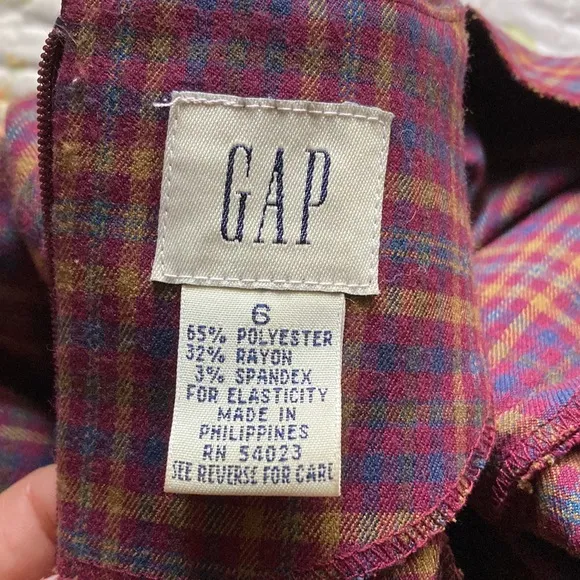 GAP
6
65% POLYESTER
32% RAYON
3% SPANDEX
FOR ELASTICITY
MADE IN
PHILIPPINES
RN 54023
SEE REVERSE FOR CARE